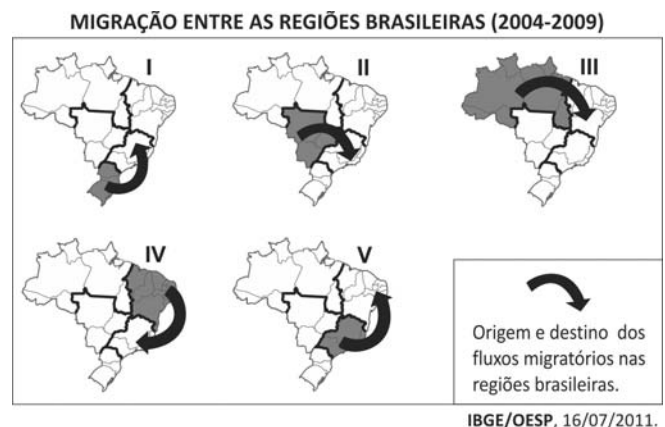 MIGRAÇÃO ENTRE AS REGIÕES BRASILEIRAS (2004-2009)
I
II
III
IV
V
Origem e destino dos
fluxos migratórios nas
regiões brasileiras.
IBGE/OESP, 16/07/2011.